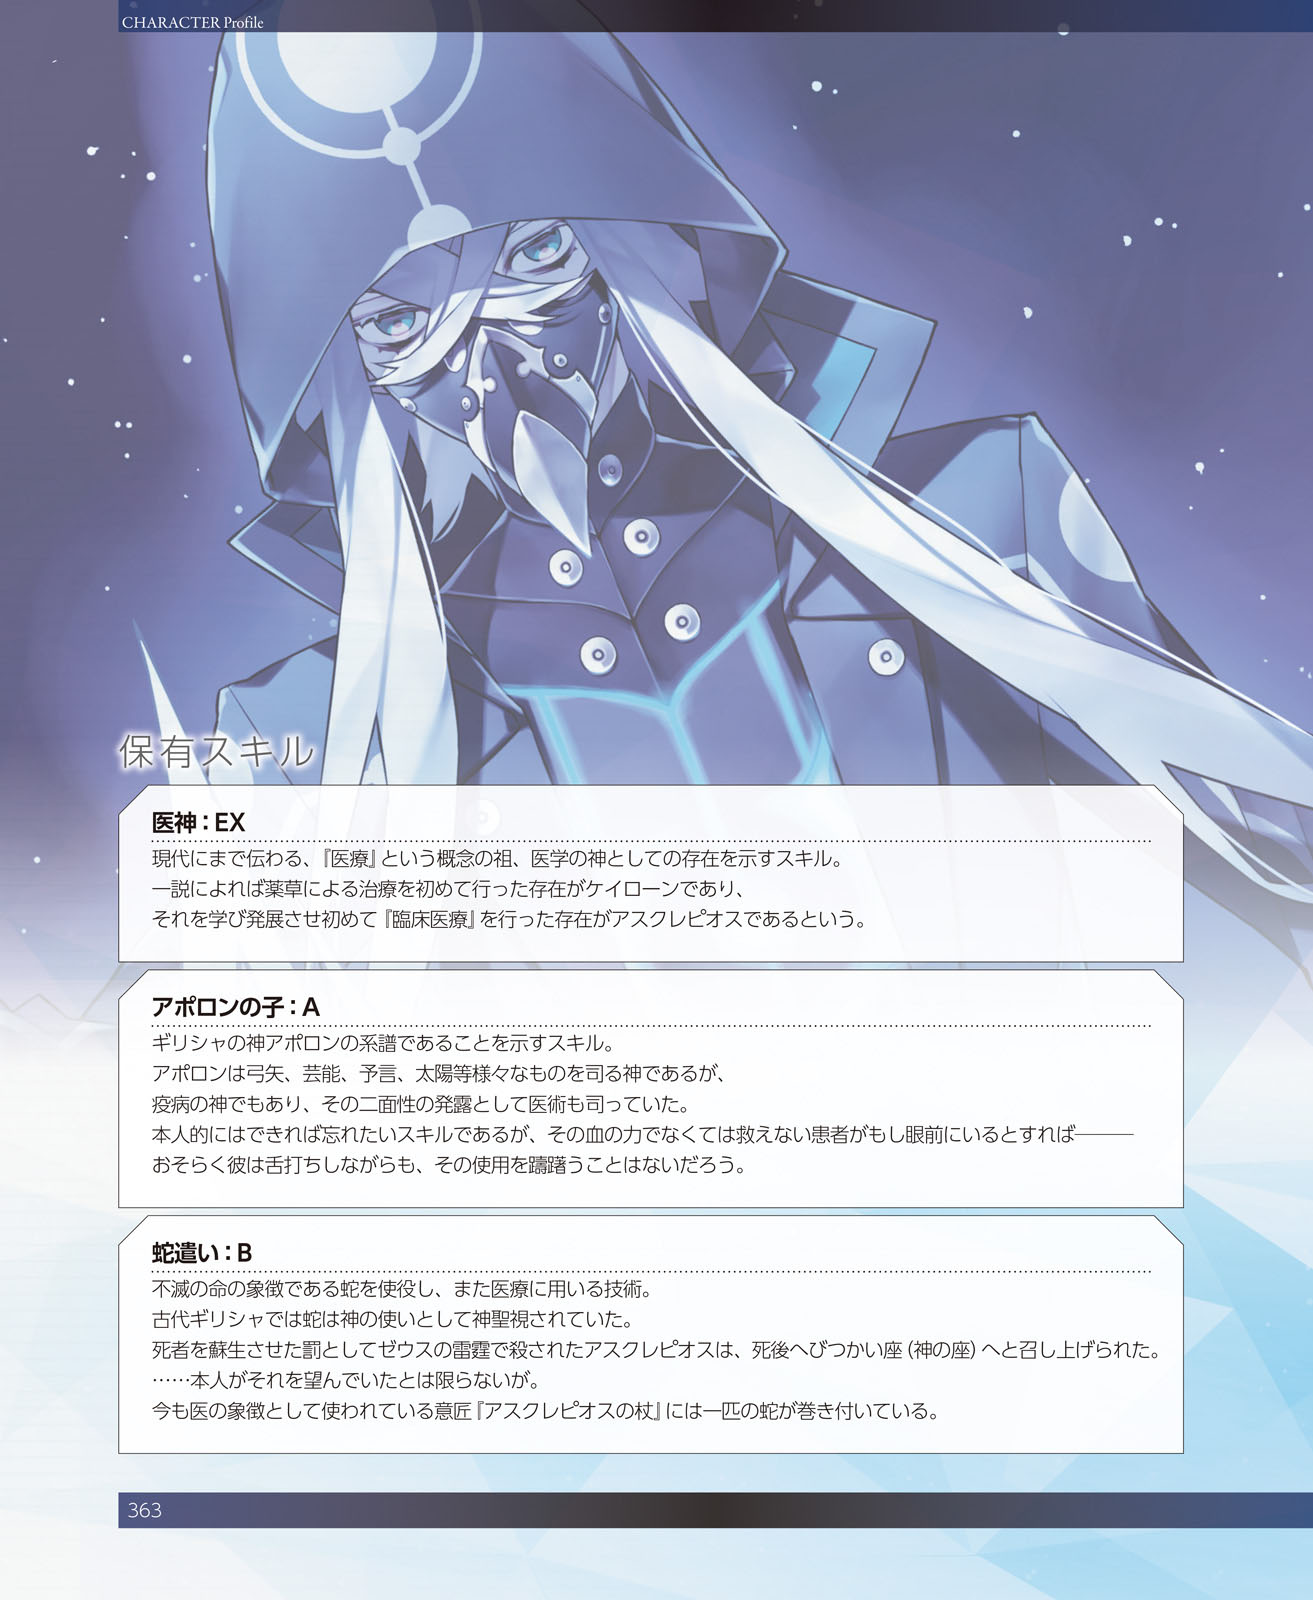 CHARACTER Profile
保有スキル
医神：EX
現代にまで伝わる、『医療』という概念の祖、医学の神としての存在を示すスキル。
一説によれば薬草による治療を初めて行った存在がケイローンであり、
それを学び発展させ初めて『臨床医療』を行った存在がアスクレピオスであるという。
アポロンの子：A
ギリシャの神アポロンの系譜であることを示すスキル。
アポロンは弓矢、芸能、予言、太陽等様々なものを司る神であるが、
疫病の神でもあり、その二面性の発露として医術も司っていた。
本人的にはできれば忘れたいスキルであるが、その血の力でなくては救えない患者がもし眼前にいるとすれば―――
おそらく彼は舌打ちしながらも、その使用を躊躇うことはないだろう。
蛇遣い：B
不滅の命の象徴である蛇を使役し、また医療に用いる技術。
古代ギリシャでは蛇は神の使いとして神聖視されていた。
死者を蘇生させた罰としてゼウスの雷霆で殺されたアスクレピオスは、死後へびつかい座（神の座）へと召し上げられた。
……本人がそれを望んでいたとは限らないが。
今も医の象徴として使われている意匠『アスクレピオスの杖』には一匹の蛇が巻き付いている。
363